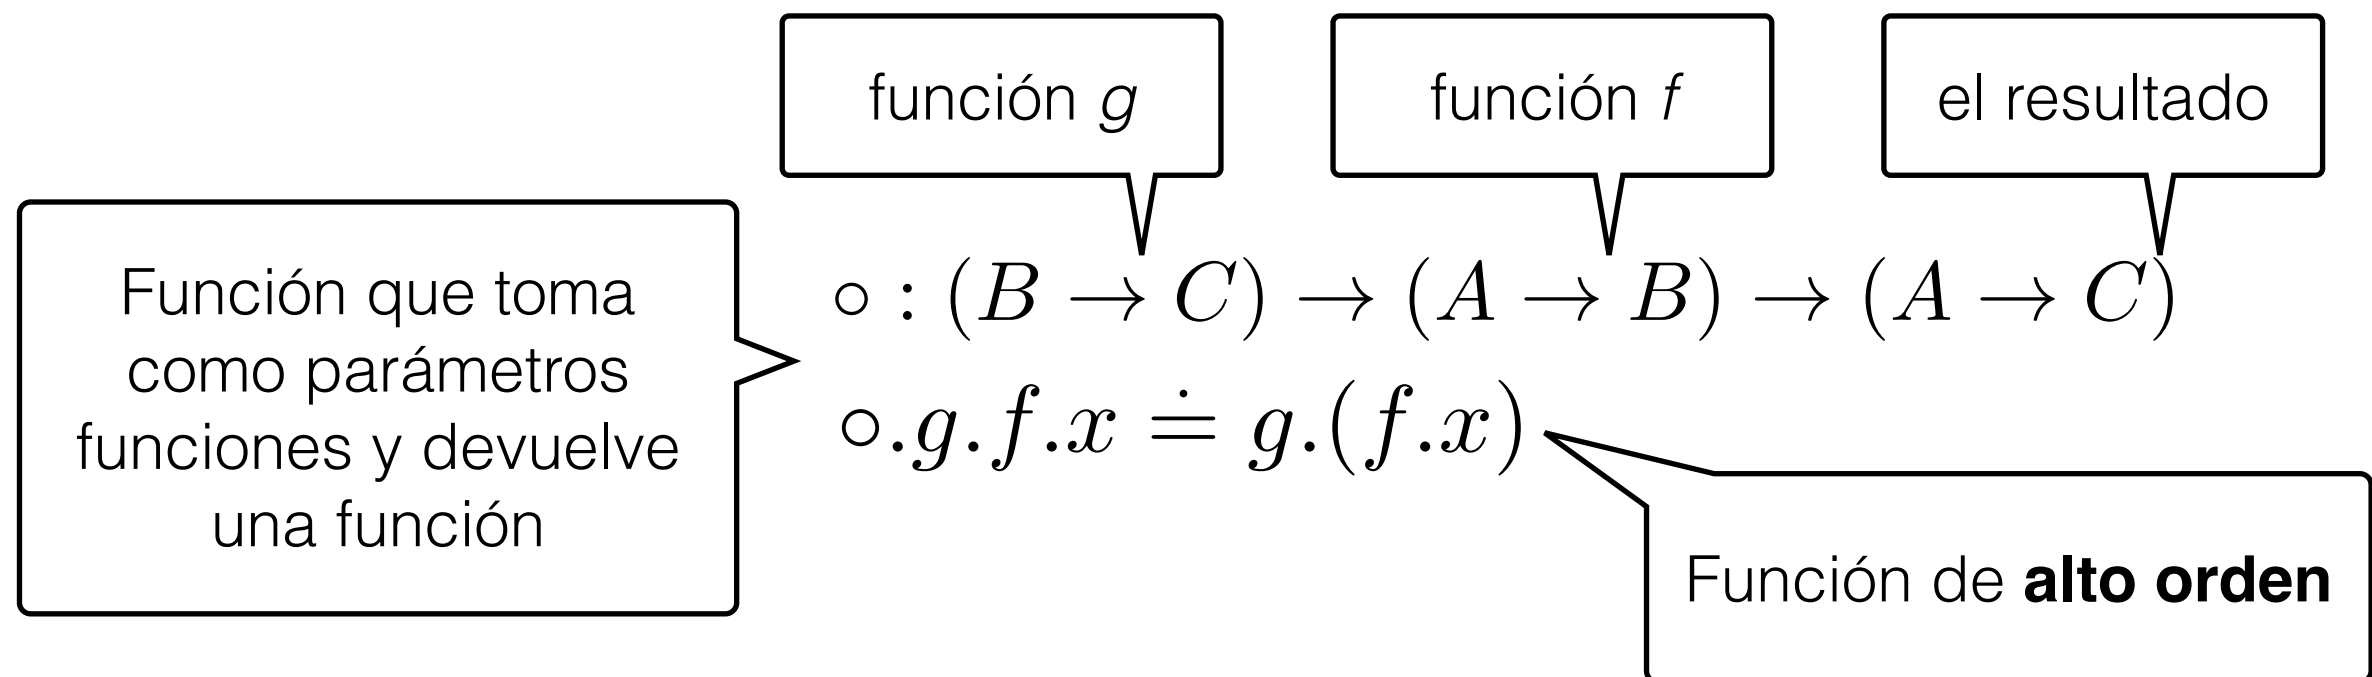 función g
función f
el resultado
Función que toma
como parámetros
funciones y devuelve
una función
∘ : (B → C) → (A → B) → (A → C)
∘.g.f.x ≐ g.(f.x)
Función de alto orden